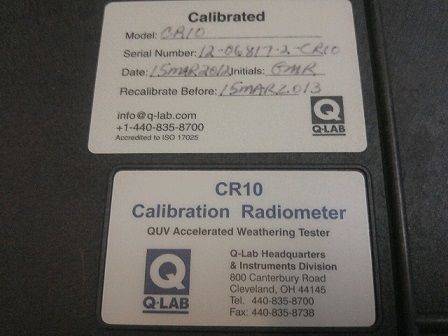 Calibrated
Model: CR10
Serial Number: 12-06817-2-CR10
Date: 15MAR2012 Initials: GMR
Recalibrate Before: 15MAR2013
info@q-lab.com
+1-440-835-8700
Accredited to ISO 17025
Q
Q-LAB
CR10
Calibration Radiometer
QUV Accelerated Weathering Tester
Q
Q-LAB
Q-Lab Headquarters
& Instruments Division
800 Canterbury Road
Cleveland, OH 44145
Tel. 440-835-8700
Fax: 440-835-8738